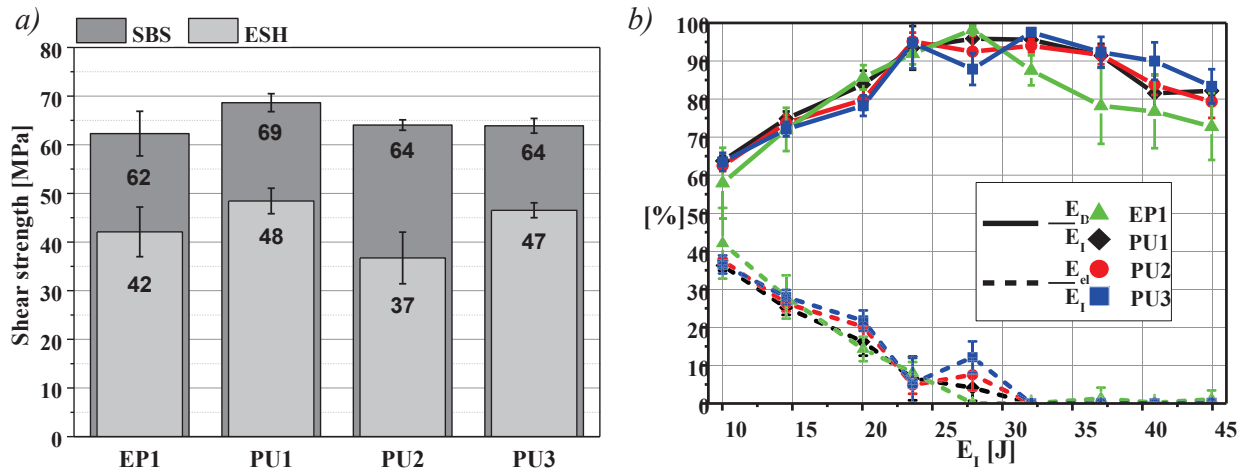 a)
SBS ESH
Shear strength [MPa]
80
70
60
50
40
30
20
10
0
62
69
64
64
42
48
37
47
EP1 PU1 PU2 PU3
b)
[%]
100
90
80
70
60
50
40
30
20
10
0
E_D
E_I
E_el
E_I
EP1
PU1
PU2
PU3
10 15 20 25 30 35 40 45
E_I [J]